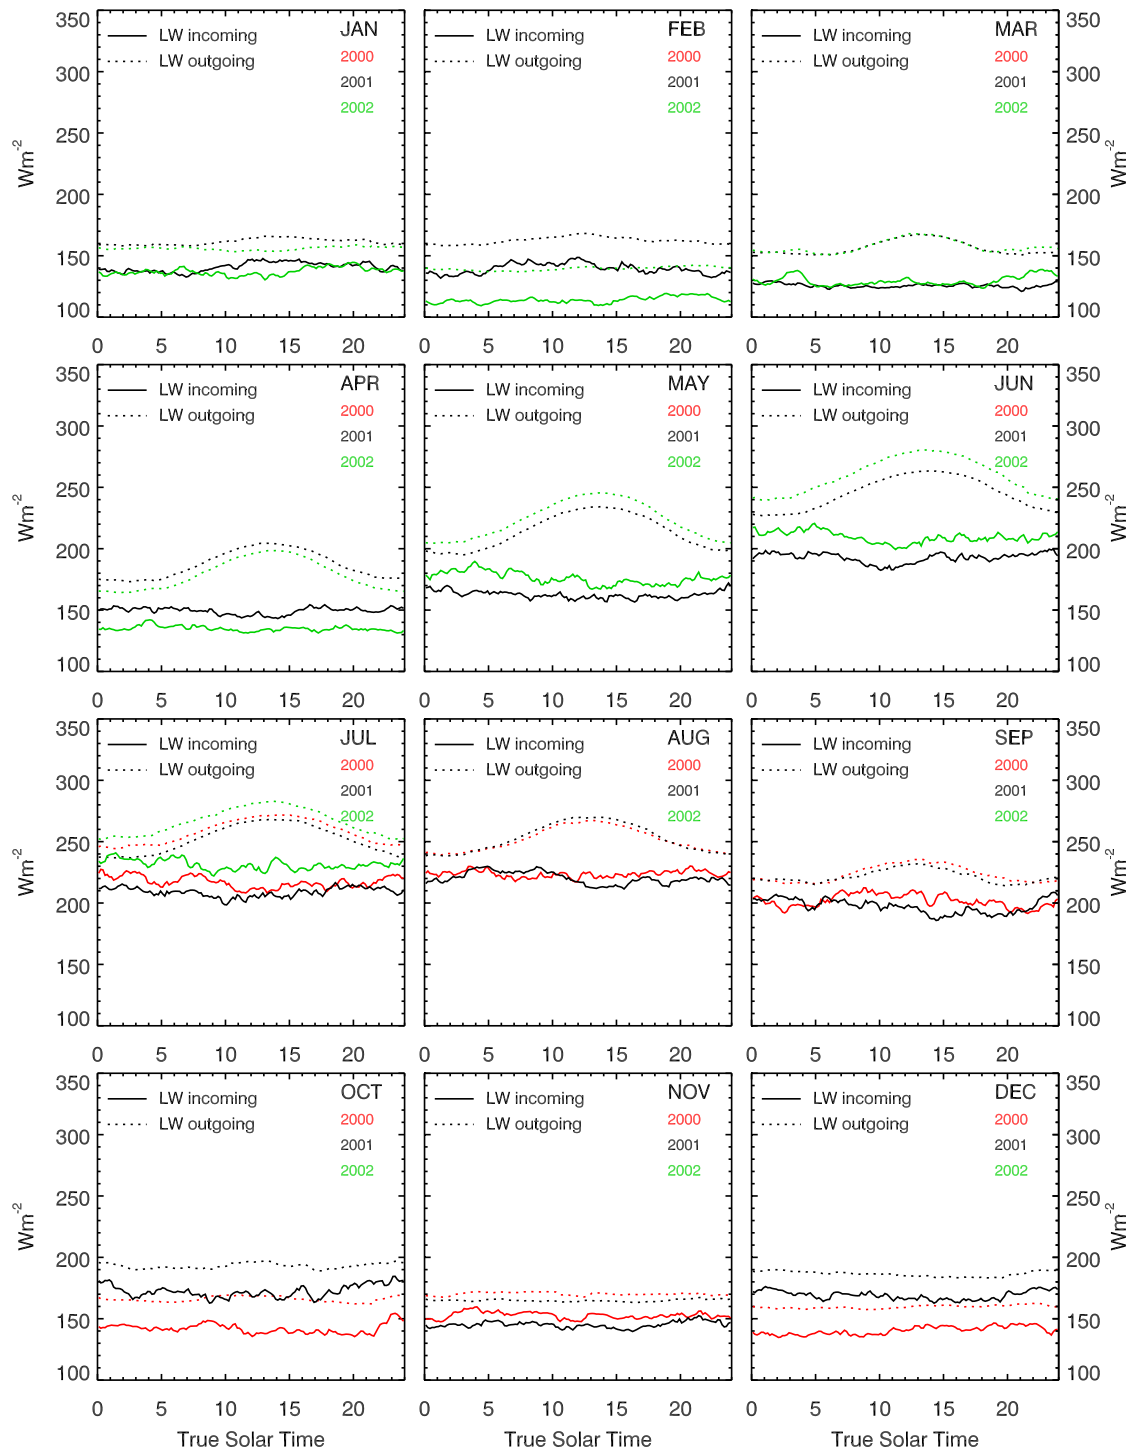 350 LW incoming JAN LW incoming FEB LW incoming MAR 350
300 LW outgoing 2000 LW outgoing 2000 LW outgoing 2000 300
2001 2001 2001
250 2002 2002 2002 250
Wm-2 Wm-2
200 200
150 150
100 100
0 5 10 15 20 0 5 10 15 20 0 5 10 15 20
350 LW incoming APR LW incoming MAY LW incoming JUN 350
300 LW outgoing 2000 LW outgoing 2000 LW outgoing 2000 300
2001 2001 2001
250 2002 2002 2002 250
Wm-2 Wm-2
200 200
150 150
100 100
0 5 10 15 20 0 5 10 15 20 0 5 10 15 20
350 LW incoming JUL LW incoming AUG LW incoming SEP 350
300 LW outgoing 2000 LW outgoing 2000 LW outgoing 2000 300
2001 2001 2001
250 2002 2002 2002 250
Wm-2 Wm-2
200 200
150 150
100 100
0 5 10 15 20 0 5 10 15 20 0 5 10 15 20
350 LW incoming OCT LW incoming NOV LW incoming DEC 350
300 LW outgoing 2000 LW outgoing 2000 LW outgoing 2000 300
2001 2001 2001
250 2002 2002 2002 250
Wm-2 Wm-2
200 200
150 150
100 100
0 5 10 15 20 0 5 10 15 20 0 5 10 15 20
True Solar Time True Solar Time True Solar Time